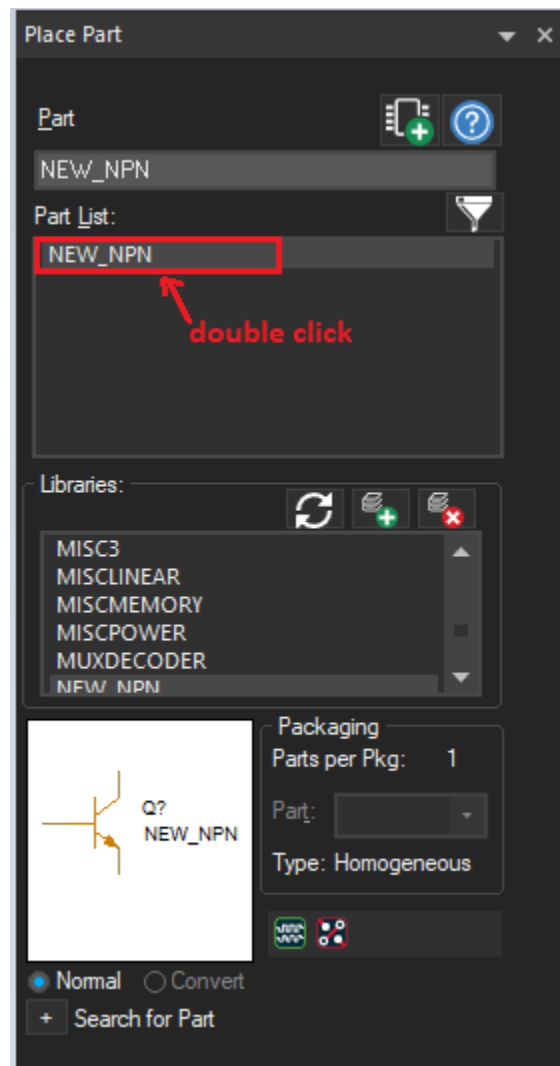 Place Part
Part
NEW_NPN
Part List:
NEW_NPN
double click
Libraries:
MISC3
MISCLINEAR
MISCMEMORY
MISCPOWER
MUXDECODER
NEW_NPN
Q?
NEW_NPN
Packaging
Parts per Pkg: 1
Part:
Type: Homogeneous
Normal Convert
+ Search for Part